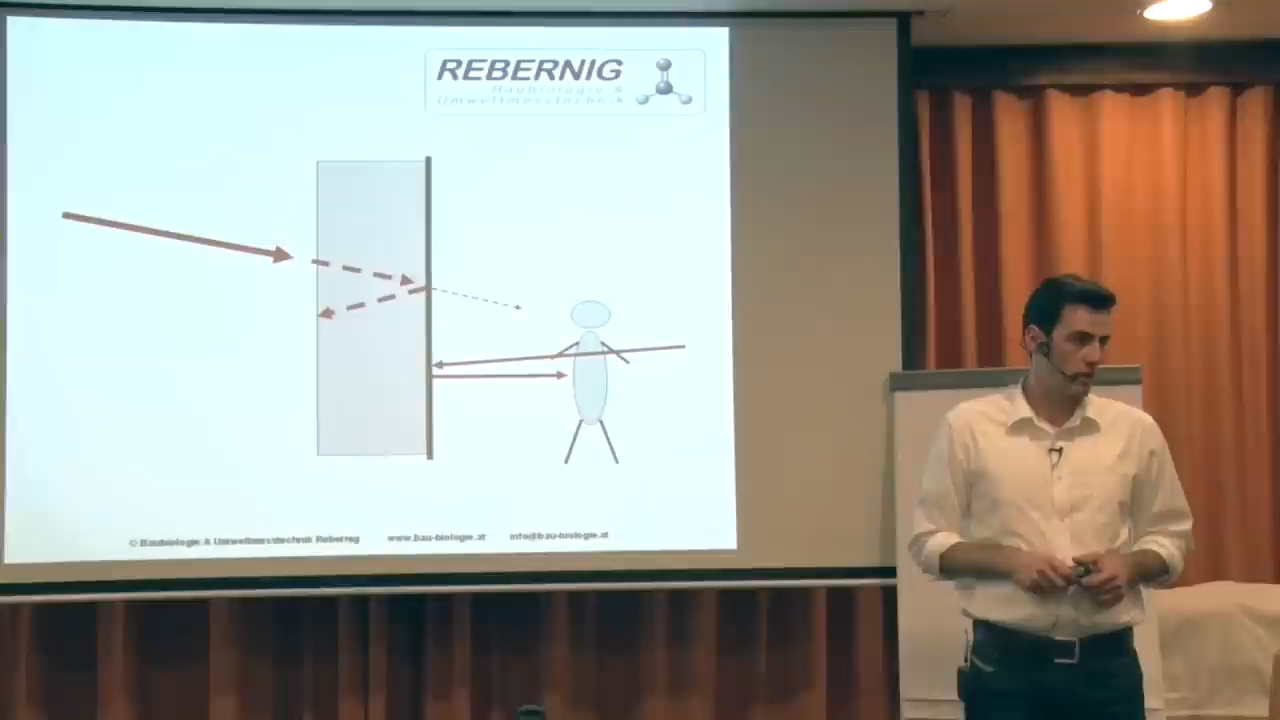 REBERNIG
Baubiologie &
Umweltmesstechnik
© Baubiologie & Umweltmesstechnik Rebernig www.bau-biologie.at info@bau-biologie.at